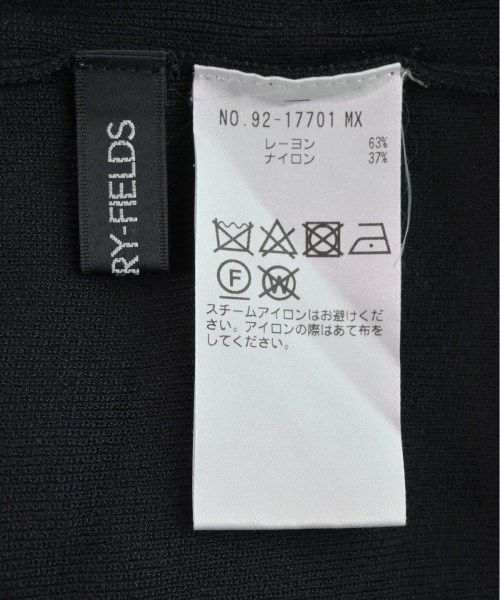 RY-FIELDS
NO.92-17701 MX
レーヨン 63%
ナイロン 37%
F
W
スチームアイロンはお避けくだ
さい。アイロンの際はあて布を
してください。